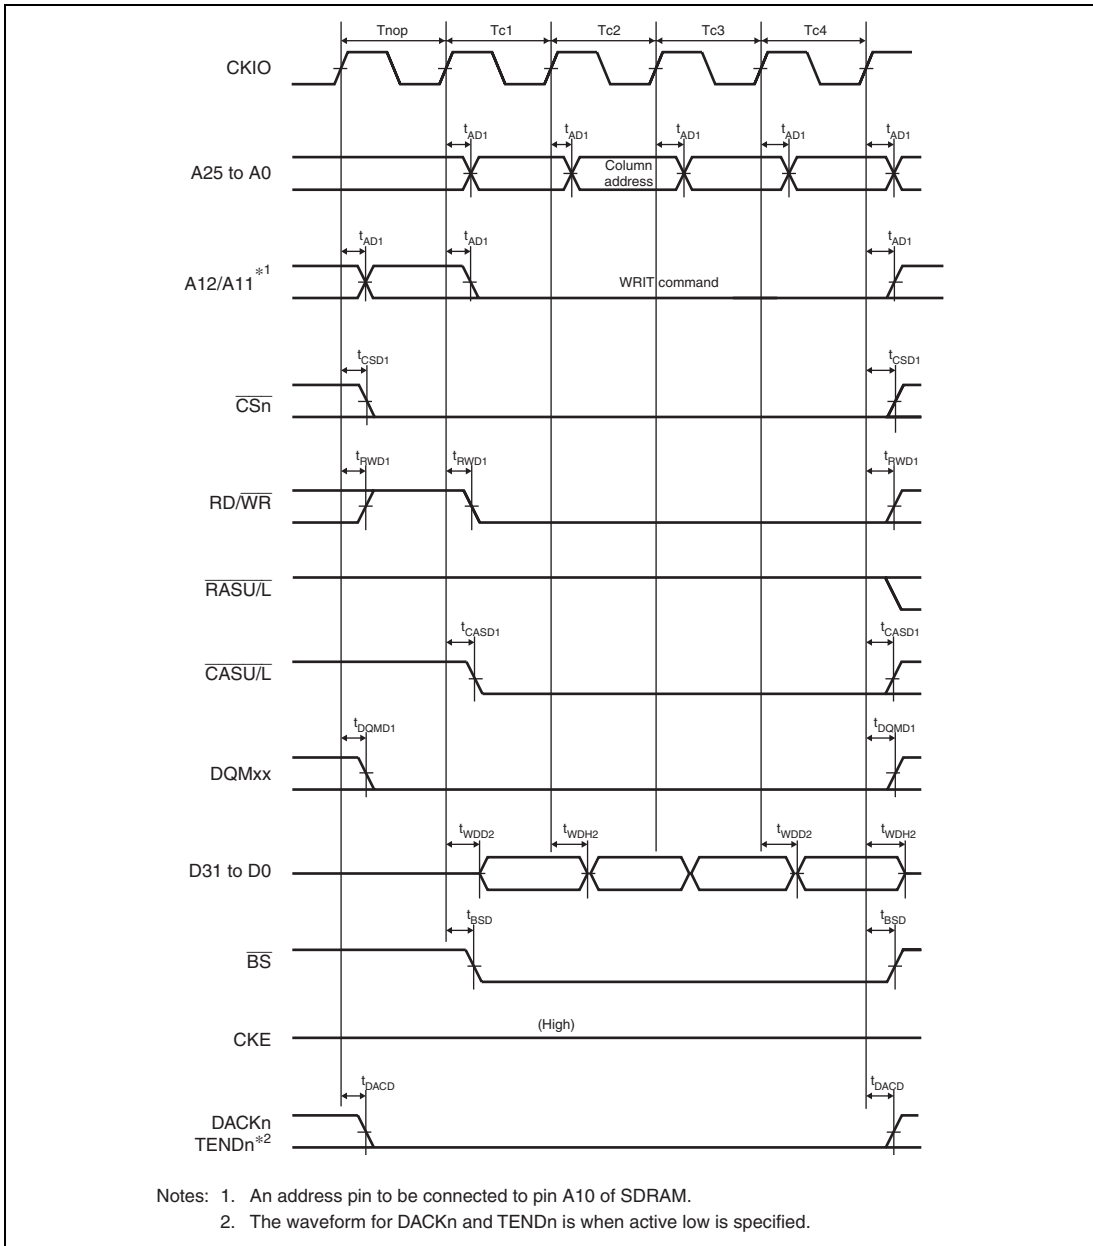 Tnop Tc1 Tc2 Tc3 Tc4
CKIO
tAD1 tAD1 tAD1 tAD1 tAD1
A25 to A0
Column
address
tAD1 tAD1 tAD1
A12/A11*1
WRIT command
tCSD1 tCSD1
CSn
tRWD1 tRWD1 tRWD1
RD/WR
RASU/L
tCASD1 tCASD1
CASU/L
tDQMD1 tDQMD1
DQMxx
tWDD2 tWDH2 tWDD2 tWDH2
D31 to D0
tBSD tBSD
BS
(High)
CKE
tDACD tDACD
DACKn
TENDn*2
Notes: 1. An address pin to be connected to pin A10 of SDRAM.
2. The waveform for DACKn and TENDn is when active low is specified.